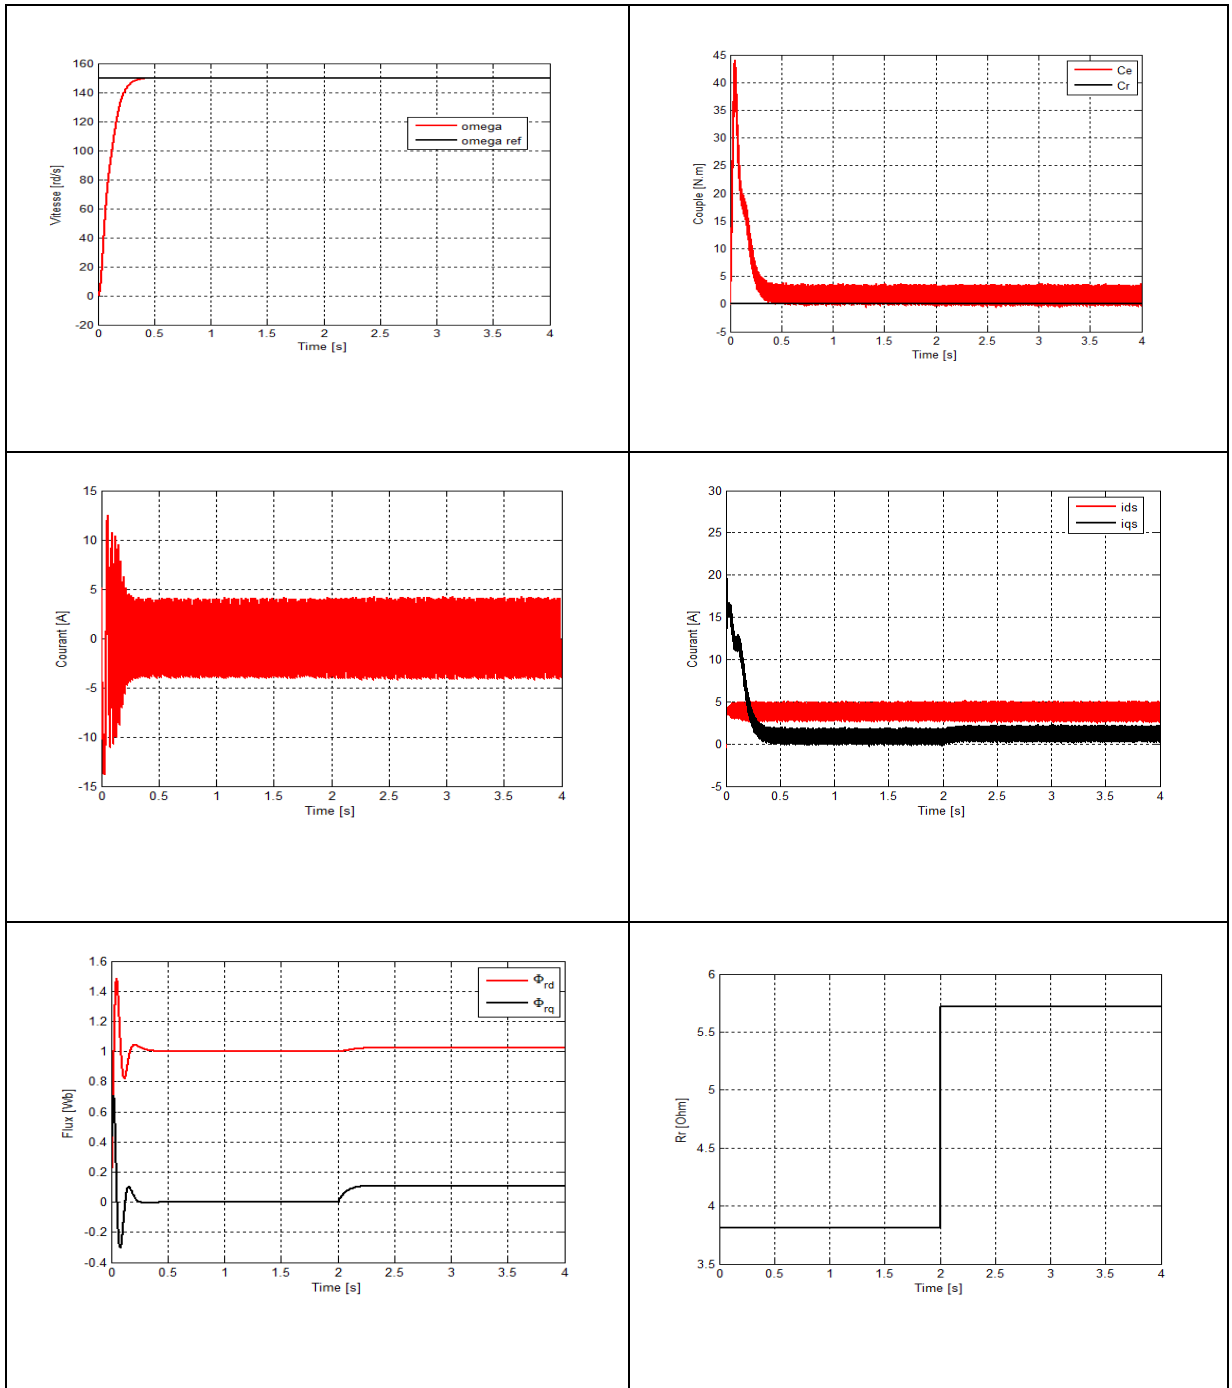 160
140
120
100
80
60
40
20
0
-20
Vitesse [rd/s]
omega
omega ref
0 0.5 1 1.5 2 2.5 3 3.5 4
Time [s]
45
40
35
30
25
20
15
10
5
0
-5
Couple [N.m]
Ce
Cr
0 0.5 1 1.5 2 2.5 3 3.5 4
Time [s]
15
10
5
0
-5
-10
-15
Courant [A]
0 0.5 1 1.5 2 2.5 3 3.5 4
Time [s]
30
25
20
15
10
5
0
-5
Courant [A]
ids
iqs
0 0.5 1 1.5 2 2.5 3 3.5 4
Time [s]
1.6
1.4
1.2
1
0.8
0.6
0.4
0.2
0
-0.2
-0.4
Flux [Wb]
Φrd
Φrq
0 0.5 1 1.5 2 2.5 3 3.5 4
Time [s]
6
5.5
5
4.5
4
3.5
Rr [Ohm]
0 0.5 1 1.5 2 2.5 3 3.5 4
Time [s]